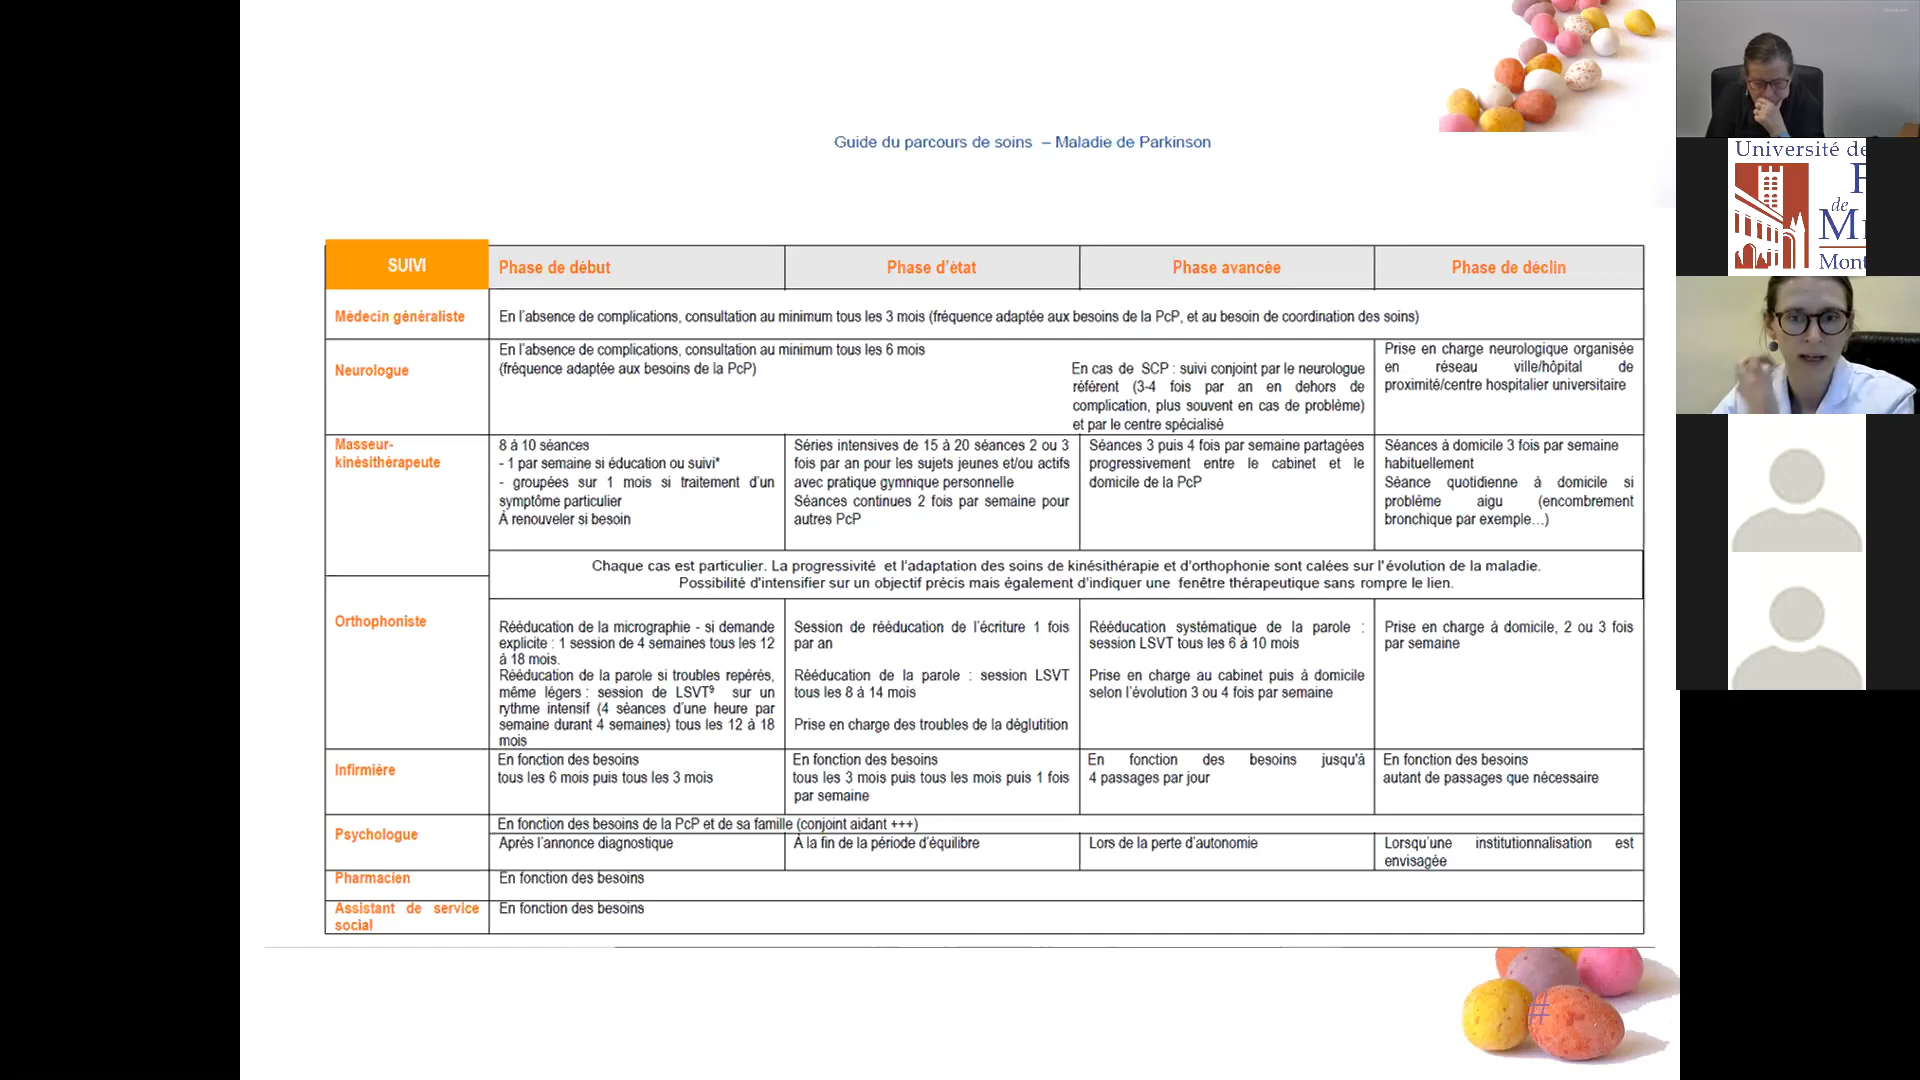 Guide du parcours de soins – Maladie de Parkinson
SUIVI
Phase de début
Phase d'état
Phase avancée
Phase de déclin
Médecin généraliste
En l'absence de complications, consultation au minimum tous les 3 mois (fréquence adaptée aux besoins de la PcP, et au besoin de coordination des soins)
Neurologue
En l'absence de complications, consultation au minimum tous les 6 mois
(fréquence adaptée aux besoins de la PcP)
En cas de SCP : suivi conjoint par le neurologue
référent (3-4 fois par an en dehors de
complication, plus souvent en cas de problème)
et par le centre spécialisé
Prise en charge neurologique organisée
en réseau ville/hôpital de
proximité/centre hospitalier universitaire
Masseur-
kinésithérapeute
8 à 10 séances
- 1 par semaine si éducation ou suivi*
- groupées sur 1 mois si traitement d'un
symptôme particulier
À renouveler si besoin
Séries intensives de 15 à 20 séances 2 ou 3
fois par an pour les sujets jeunes et/ou actifs
avec pratique gymnique personnelle
Séances continues 2 fois par semaine pour
autres PcP
Séances 3 puis 4 fois par semaine partagées
progressivement entre le cabinet et le
domicile de la PcP
Séances à domicile 3 fois par semaine
habituellement
Séance quotidienne à domicile si
problème aigu (encombrement
bronchique par exemple…)
Chaque cas est particulier. La progressivité et l'adaptation des soins de kinésithérapie et d'orthophonie sont calées sur l'évolution de la maladie.
Possibilité d'intensifier sur un objectif précis mais également d'indiquer une fenêtre thérapeutique sans rompre le lien.
Orthophoniste
Rééducation de la micrographie - si demande
explicite : 1 session de 4 semaines tous les 12
à 18 mois.
Rééducation de la parole si troubles repérés,
même légers : session de LSVT⁹ sur un
rythme intensif (4 séances d'une heure par
semaine durant 4 semaines) tous les 12 à 18
mois
Session de rééducation de l'écriture 1 fois
par an
Rééducation de la parole : session LSVT
tous les 8 à 14 mois
Prise en charge des troubles de la déglutition
Rééducation systématique de la parole :
session LSVT tous les 6 à 10 mois
Prise en charge au cabinet puis à domicile
selon l'évolution 3 ou 4 fois par semaine
Prise en charge à domicile, 2 ou 3 fois
par semaine
Infirmière
En fonction des besoins
tous les 6 mois puis tous les 3 mois
En fonction des besoins
tous les 3 mois puis tous les mois puis 1 fois
par semaine
En fonction des besoins jusqu'à
4 passages par jour
En fonction des besoins
autant de passages que nécessaire
Psychologue
En fonction des besoins de la PcP et de sa famille (conjoint aidant +++)
Après l'annonce diagnostique
À la fin de la période d'équilibre
Lors de la perte d'autonomie
Lorsqu'une institutionnalisation est
envisagée
Pharmacien
En fonction des besoins
Assistant de service
social
En fonction des besoins
#
Université de
de
Mont